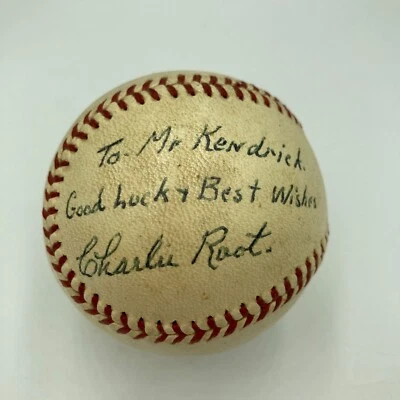 To. Mr Kendrick.
Good Luck & Best Wishes
Charlie Root.